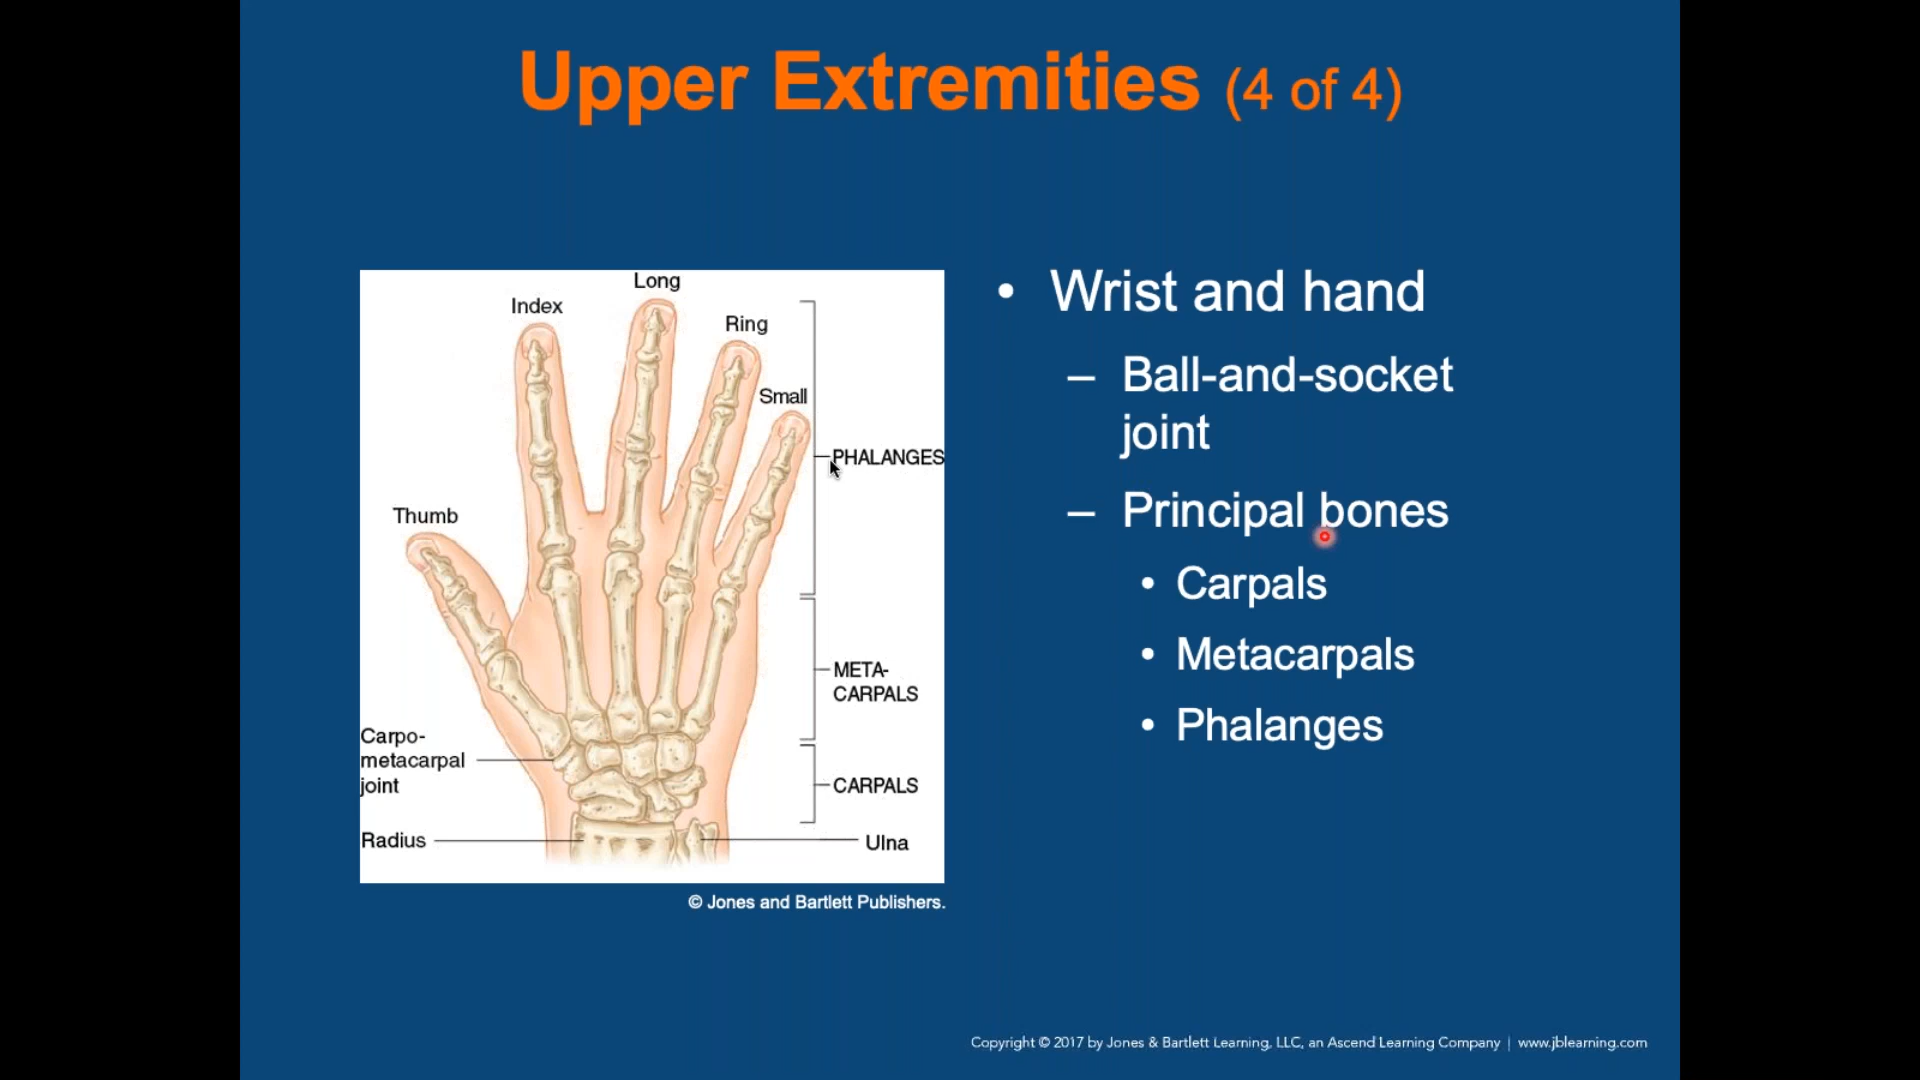 Upper Extremities (4 of 4)
Long
Index
Ring
Small
PHALANGES
Thumb
META-
CARPALS
Carpo-
metacarpal
joint
CARPALS
Radius
Ulna
© Jones and Bartlett Publishers.
• Wrist and hand
– Ball-and-socket
joint
– Principal bones
• Carpals
• Metacarpals
• Phalanges
Copyright © 2017 by Jones & Bartlett Learning, LLC, an Ascend Learning Company | www.jblearning.com